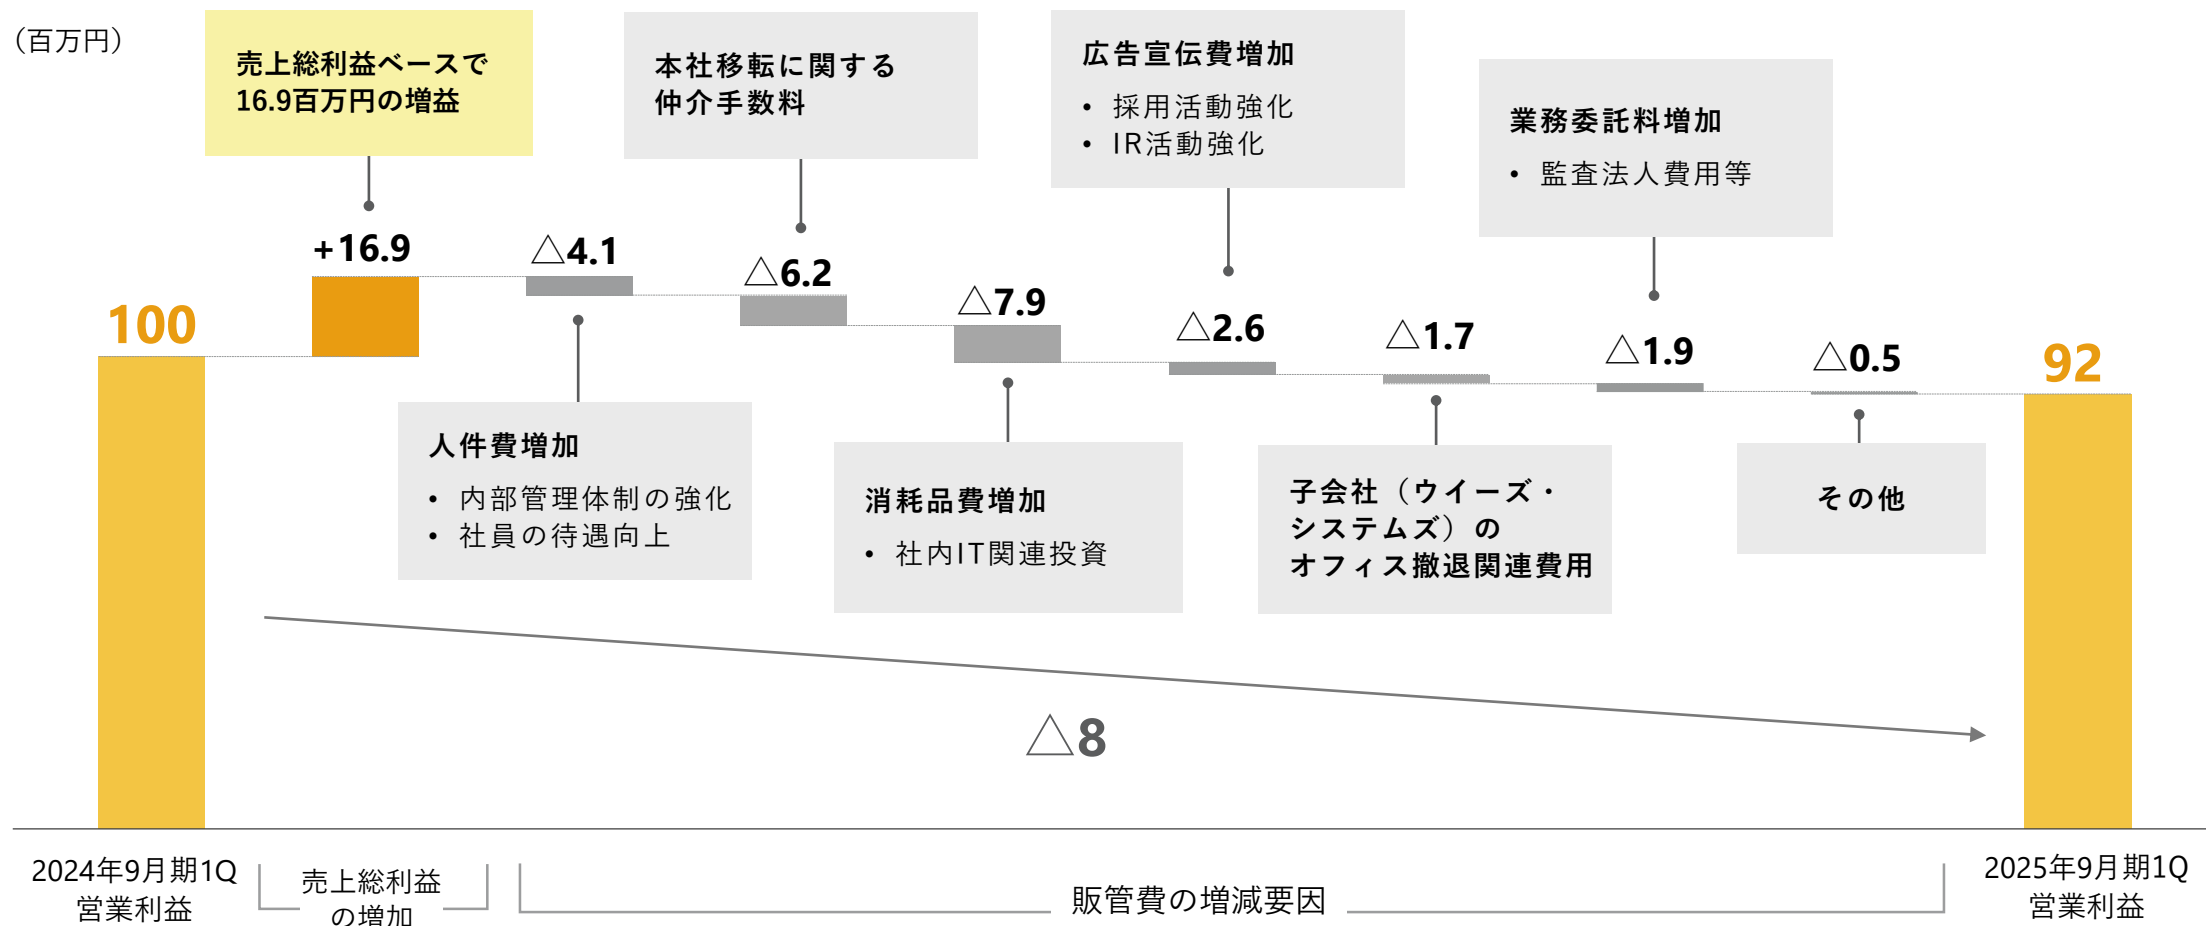 （百万円）
売上総利益ベースで
16.9百万円の増益
本社移転に関する
仲介手数料
広告宣伝費増加
• 採用活動強化
• IR活動強化
業務委託料増加
• 監査法人費用等
100
+16.9
△4.1
△6.2
△7.9
△2.6
△1.7
△1.9
△0.5
92
人件費増加
• 内部管理体制の強化
• 社員の待遇向上
消耗品費増加
• 社内IT関連投資
子会社（ウイーズ・
システムズ）の
オフィス撤退関連費用
その他
△8
2024年9月期1Q
営業利益
売上総利益
の増加
販管費の増減要因
2025年9月期1Q
営業利益